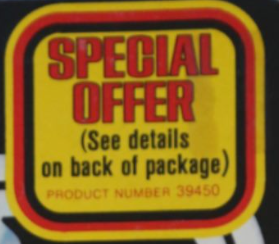 SPECIAL
OFFER
(See details
on back of package)
PRODUCT NUMBER 39450